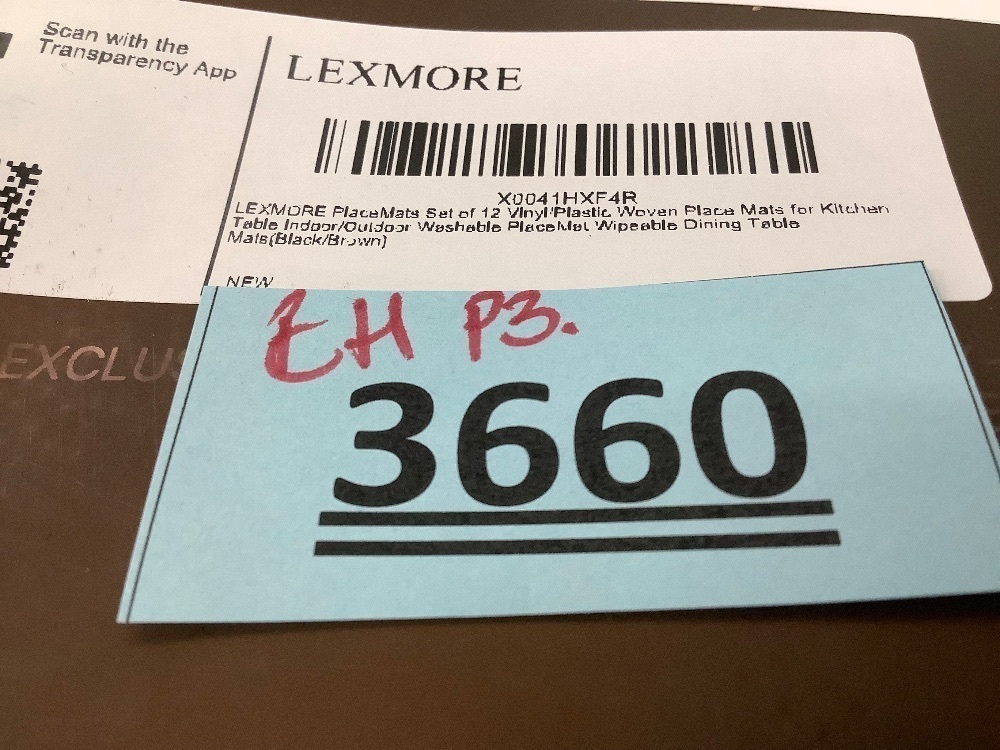 Scan with the
Transparency App
LEXMORE
X0041HXF4R
LEXMORE PlaceMats Set of 12 Vinyl/Plastic Woven Place Mats for Kitchen
Table Indoor/Outdoor Washable PlaceMat Wipeable Dining Table
Mats(Black/Brown)
NEW
EXCLUS
EH P3.
3660